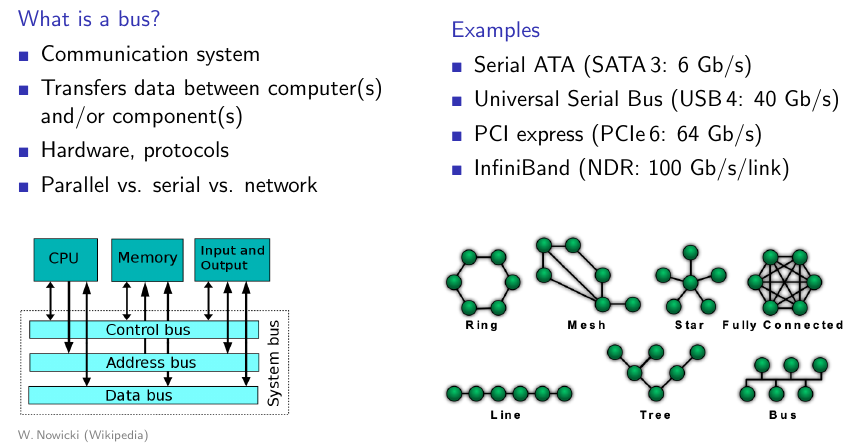 What is a bus?
Communication system
Transfers data between computer(s)
and/or component(s)
Hardware, protocols
Parallel vs. serial vs. network
Examples
Serial ATA (SATA 3: 6 Gb/s)
Universal Serial Bus (USB 4: 40 Gb/s)
PCI express (PCIe 6: 64 Gb/s)
InfiniBand (NDR: 100 Gb/s/link)
CPU
Memory
Input and
Output
Control bus
Address bus
Data bus
System bus
W. Nowicki (Wikipedia)
Ring
Mesh
Star
Fully Connected
Line
Tree
Bus